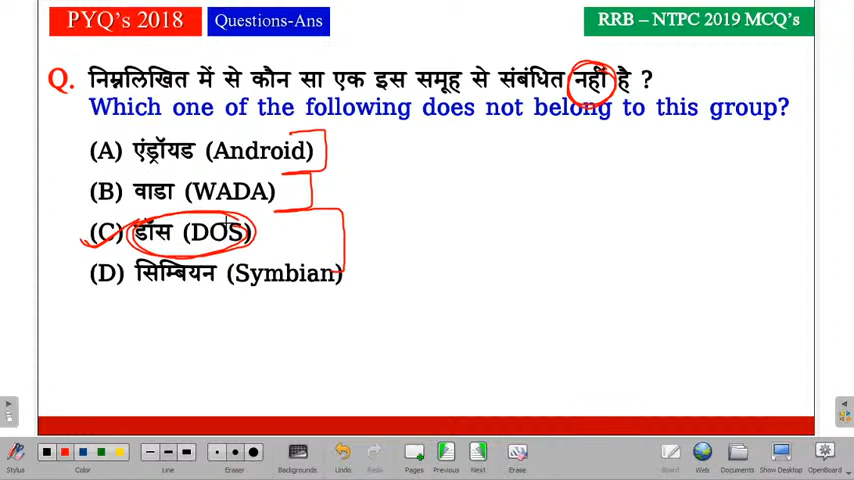 PYQ's 2018 Questions-Ans RRB – NTPC 2019 MCQ's
Q. निम्नलिखित में से कौन सा एक इस समूह से संबंधित नहीं है ?
Which one of the following does not belong to this group?
(A) एंड्रॉयड (Android)
(B) वाडा (WADA)
(C) डॉस (DOS)
(D) सिम्बियन (Symbian)
Stylus Color Line Eraser Backgrounds Undo Redo Pages Previous Next Erase Board Web Documents Show Desktop OpenBoard